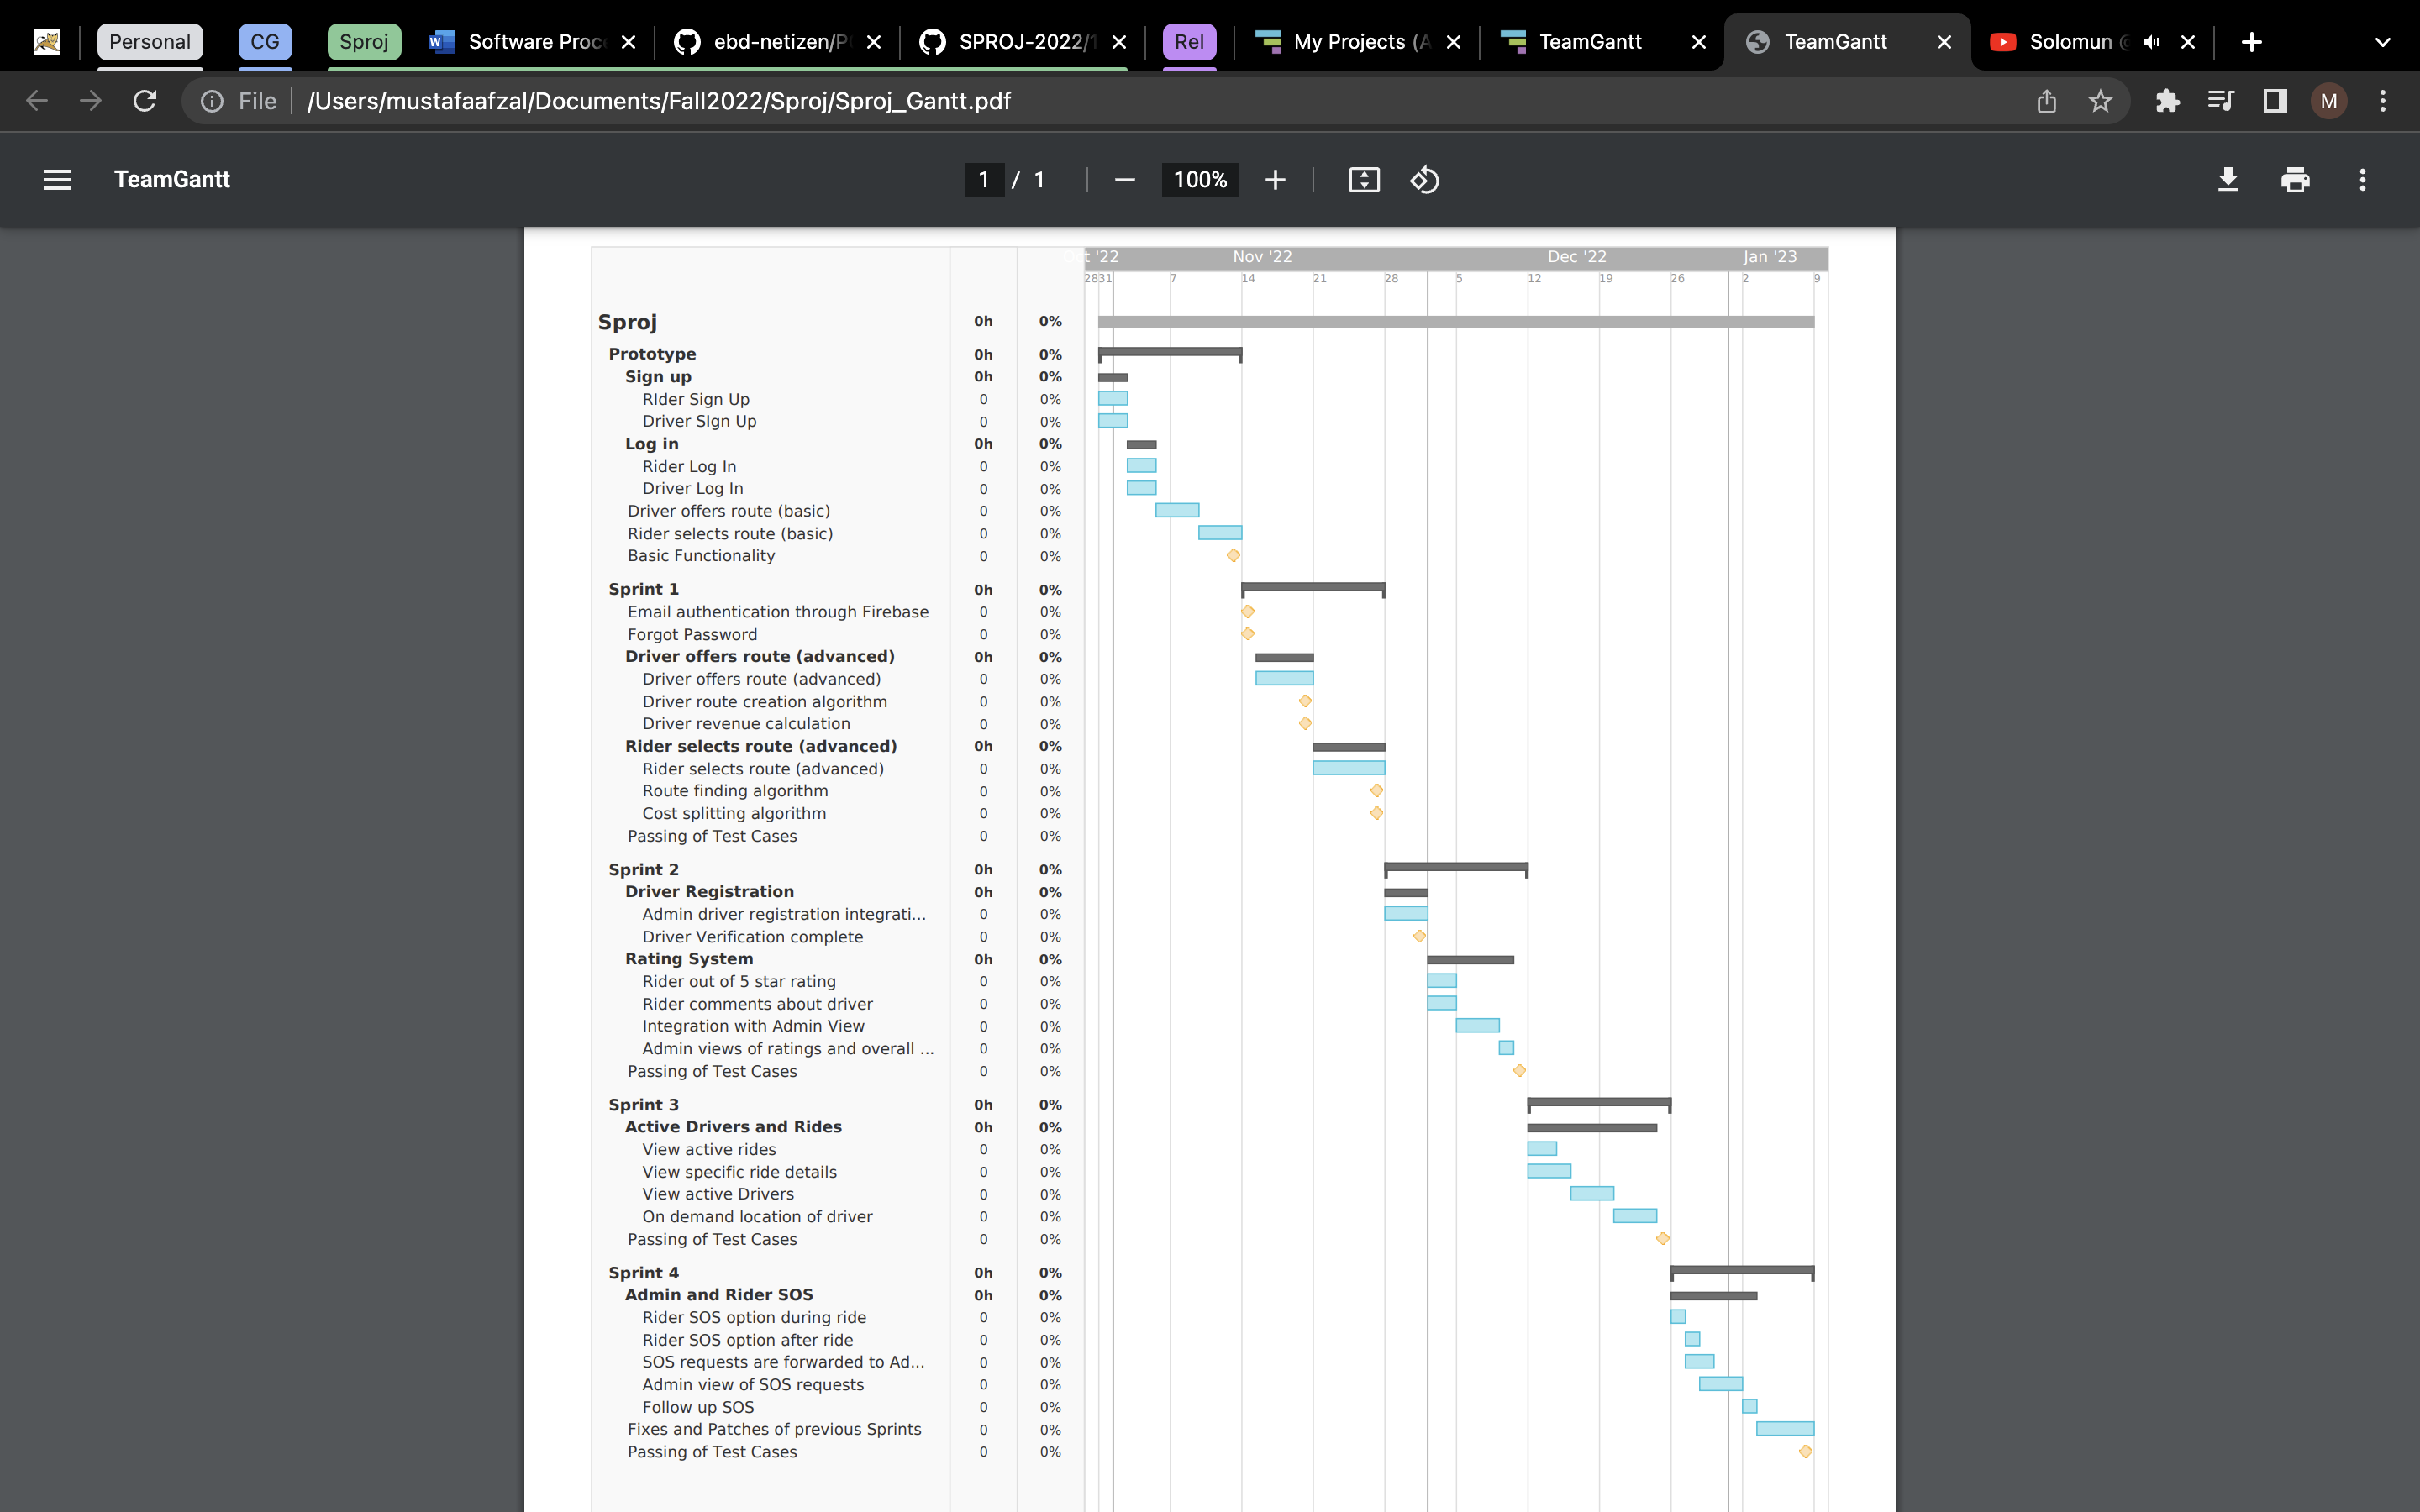 Personal CG Sproj Software Proc ebd-netizen/P SPROJ-2022/1 Rel My Projects (A TeamGantt TeamGantt Solomun
File /Users/mustafaafzal/Documents/Fall2022/Sproj/Sproj_Gantt.pdf M
TeamGantt 1 / 1 100%
Oct '22 Nov '22 Dec '22 Jan '23
28 31 7 14 21 28 5 12 19 26 2 9
Sproj 0h 0%
Prototype 0h 0%
Sign up 0h 0%
RIder Sign Up 0 0%
Driver SIgn Up 0 0%
Log in 0h 0%
Rider Log In 0 0%
Driver Log In 0 0%
Driver offers route (basic) 0 0%
Rider selects route (basic) 0 0%
Basic Functionality 0 0%
Sprint 1 0h 0%
Email authentication through Firebase 0 0%
Forgot Password 0 0%
Driver offers route (advanced) 0h 0%
Driver offers route (advanced) 0 0%
Driver route creation algorithm 0 0%
Driver revenue calculation 0 0%
Rider selects route (advanced) 0h 0%
Rider selects route (advanced) 0 0%
Route finding algorithm 0 0%
Cost splitting algorithm 0 0%
Passing of Test Cases 0 0%
Sprint 2 0h 0%
Driver Registration 0h 0%
Admin driver registration integrati... 0 0%
Driver Verification complete 0 0%
Rating System 0h 0%
Rider out of 5 star rating 0 0%
Rider comments about driver 0 0%
Integration with Admin View 0 0%
Admin views of ratings and overall ... 0 0%
Passing of Test Cases 0 0%
Sprint 3 0h 0%
Active Drivers and Rides 0h 0%
View active rides 0 0%
View specific ride details 0 0%
View active Drivers 0 0%
On demand location of driver 0 0%
Passing of Test Cases 0 0%
Sprint 4 0h 0%
Admin and Rider SOS 0h 0%
Rider SOS option during ride 0 0%
Rider SOS option after ride 0 0%
SOS requests are forwarded to Ad... 0 0%
Admin view of SOS requests 0 0%
Follow up SOS 0 0%
Fixes and Patches of previous Sprints 0 0%
Passing of Test Cases 0 0%